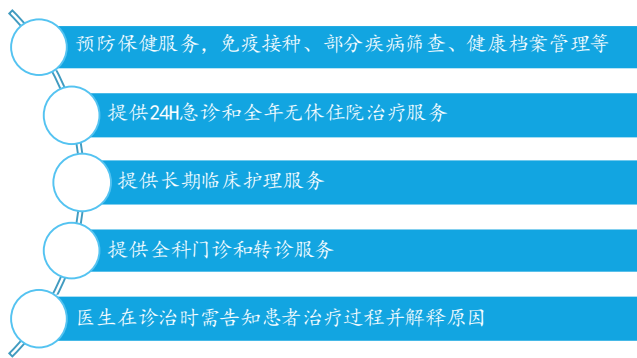 预防保健服务，免疫接种、部分疾病筛查、健康档案管理等
提供24H急诊和全年无休住院治疗服务
提供长期临床护理服务
提供全科门诊和转诊服务
医生在诊治时需告知患者治疗过程并解释原因